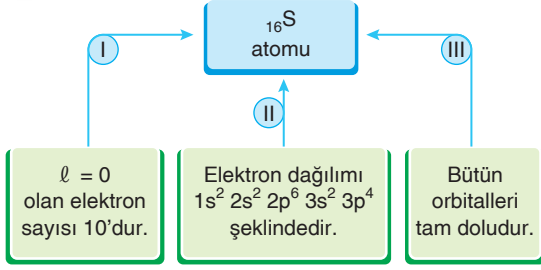 ₁₆S
atomu
I
II
III
ℓ = 0
olan elektron
sayısı 10’dur.
Elektron dağılımı
1s² 2s² 2p⁶ 3s² 3p⁴
şeklindedir.
Bütün
orbitalleri
tam doludur.